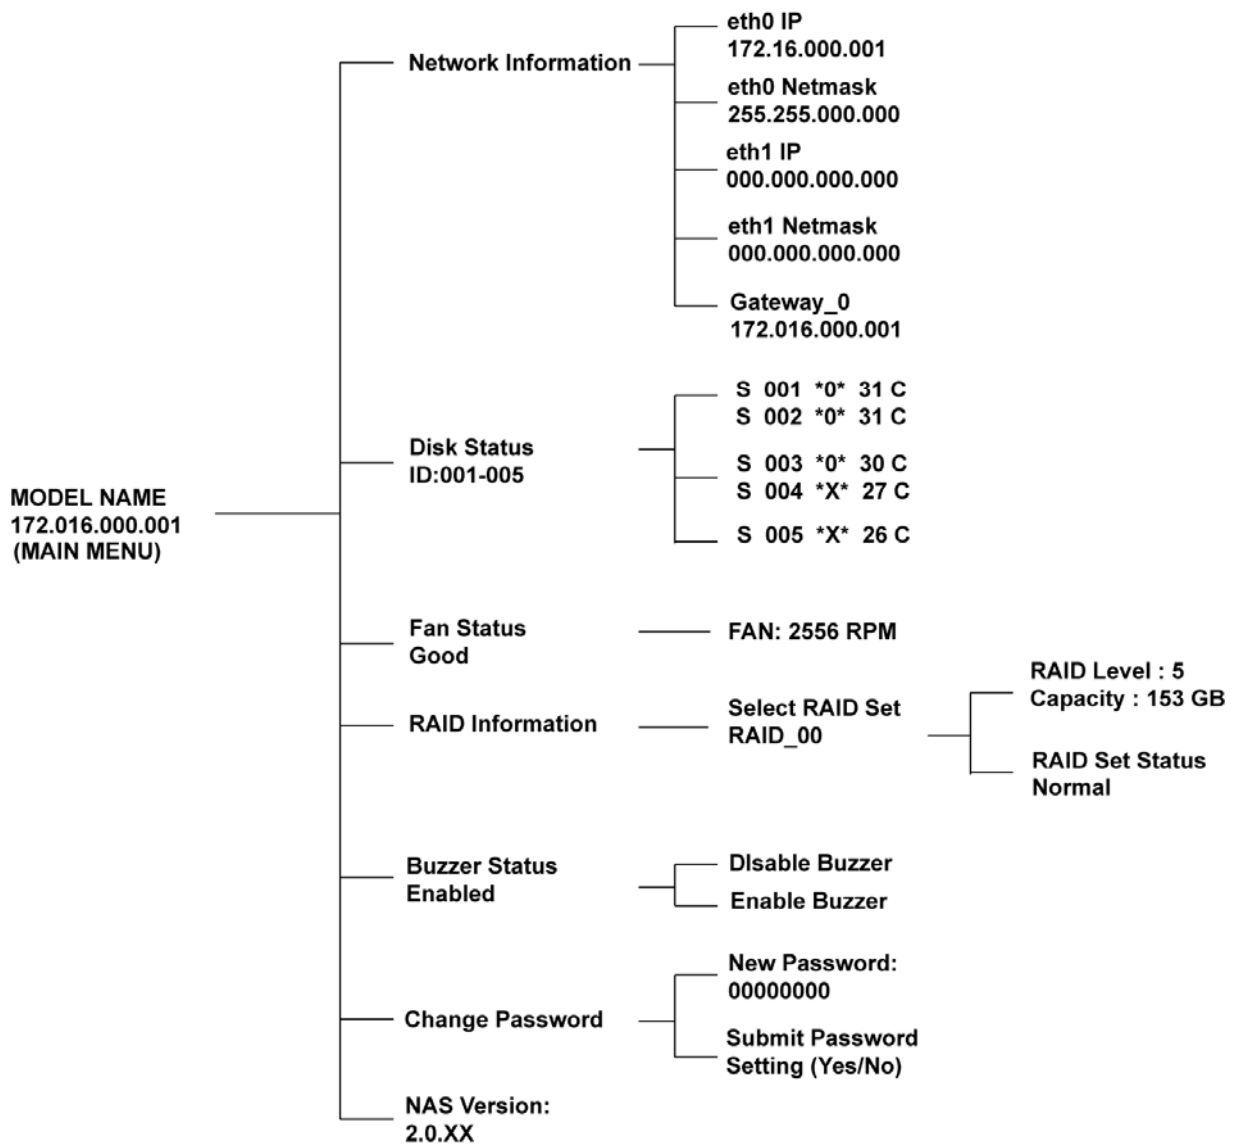 MODEL NAME
172.016.000.001
(MAIN MENU)
Network Information
eth0 IP
172.16.000.001
eth0 Netmask
255.255.000.000
eth1 IP
000.000.000.000
eth1 Netmask
000.000.000.000
Gateway_0
172.016.000.001
Disk Status
ID:001-005
S 001 *0* 31 C
S 002 *0* 31 C
S 003 *0* 30 C
S 004 *X* 27 C
S 005 *X* 26 C
Fan Status
Good
FAN: 2556 RPM
RAID Information
Select RAID Set
RAID_00
RAID Level : 5
Capacity : 153 GB
RAID Set Status
Normal
Buzzer Status
Enabled
DIsable Buzzer
Enable Buzzer
Change Password
New Password:
00000000
Submit Password
Setting (Yes/No)
NAS Version:
2.0.XX